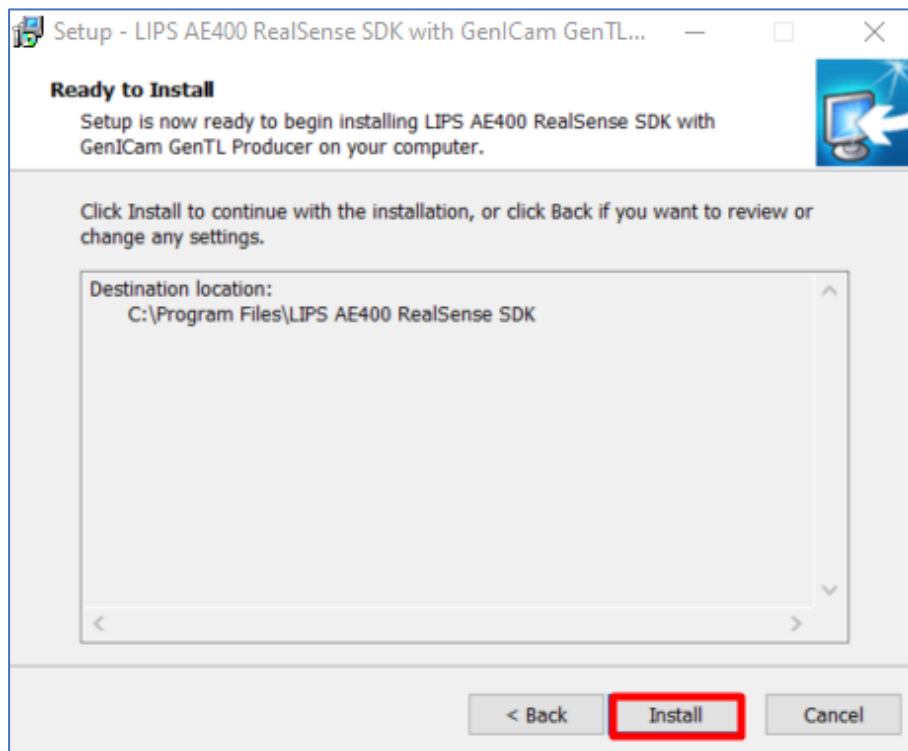 Setup - LIPS AE400 RealSense SDK with GenICam GenTL...
Ready to Install
Setup is now ready to begin installing LIPS AE400 RealSense SDK with
GenICam GenTL Producer on your computer.
Click Install to continue with the installation, or click Back if you want to review or
change any settings.
Destination location:
C:\Program Files\LIPS AE400 RealSense SDK
< Back Install Cancel